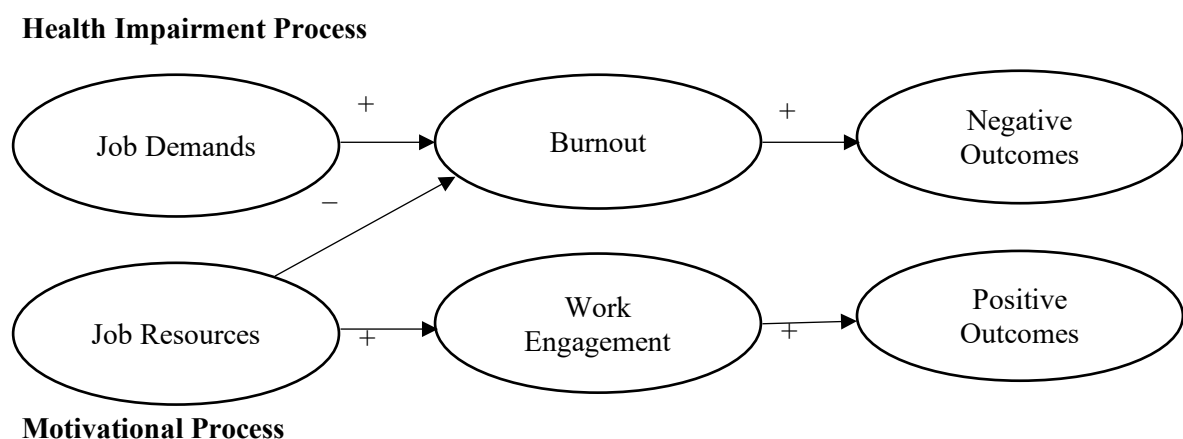 Health Impairment Process
+
+
Job Demands
Burnout
Negative
Outcomes
–
Job Resources
Work
Engagement
Positive
Outcomes
+
+
Motivational Process